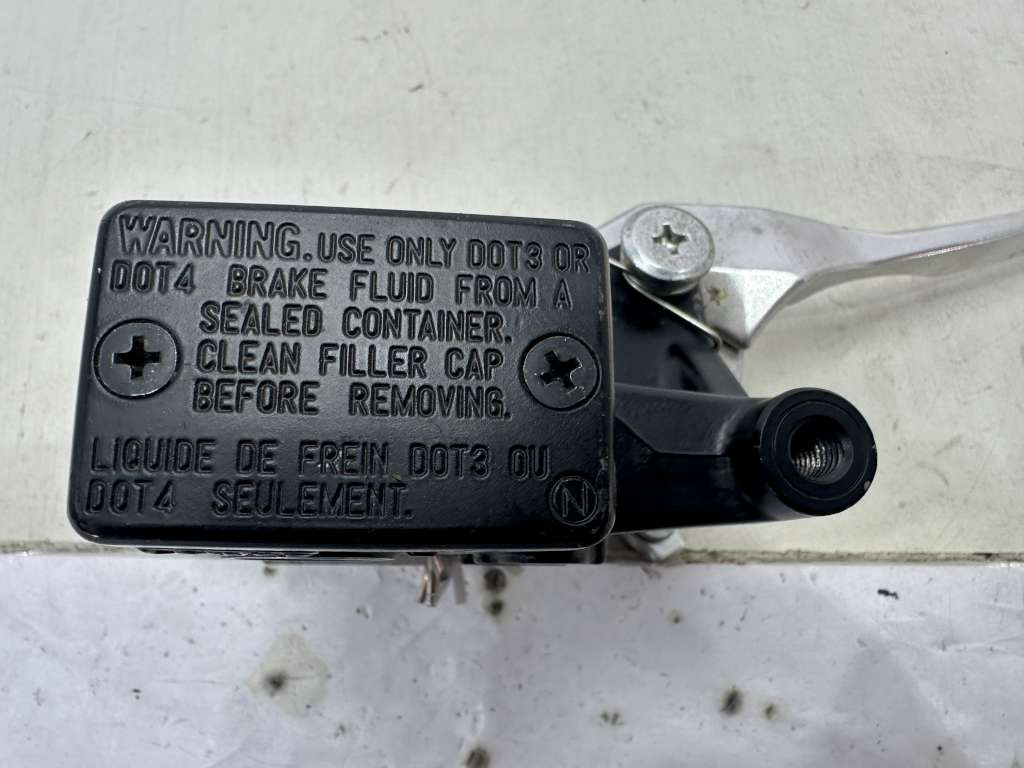 WARNING. USE ONLY DOT3 OR
DOT4 BRAKE FLUID FROM A
SEALED CONTAINER.
CLEAN FILLER CAP
BEFORE REMOVING.
LIQUIDE DE FREIN DOT3 OU
DOT4 SEULEMENT.
N